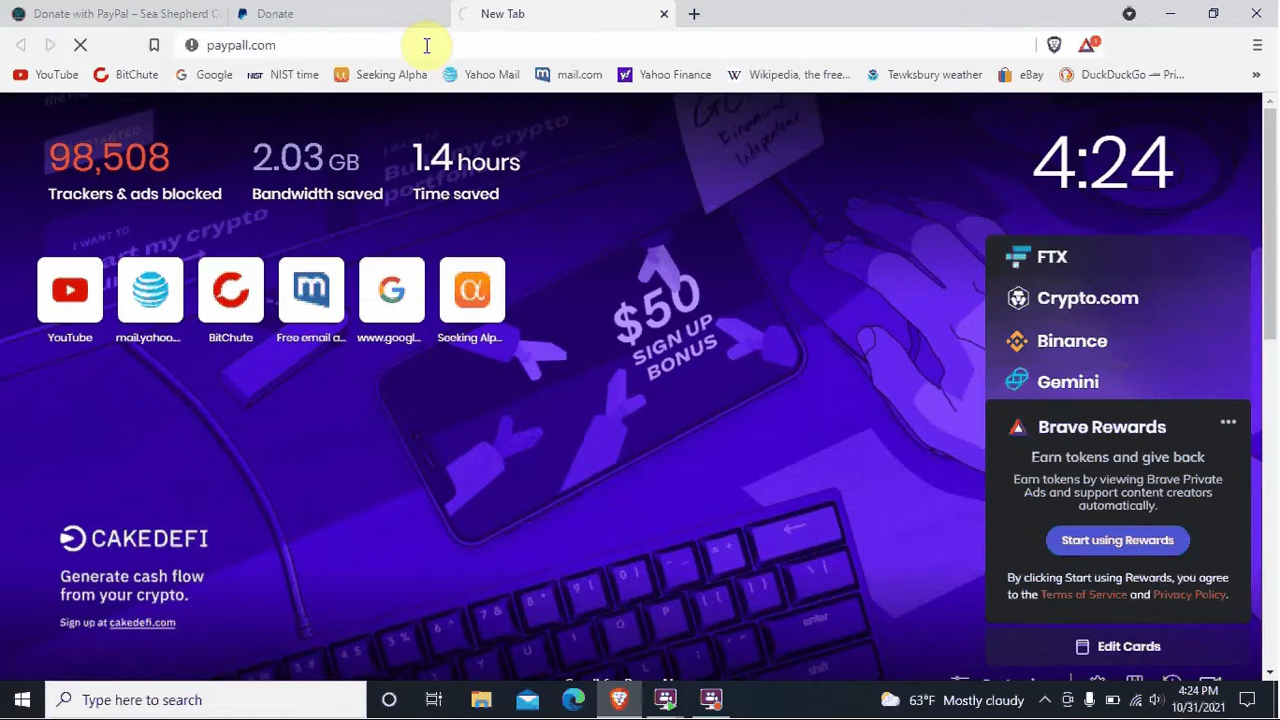 Donate with PayPal – Sea Shepherd C
Donate
New Tab
paypall.com
YouTube
BitChute
Google
NIST time
Seeking Alpha
Yahoo Mail
mail.com
Yahoo Finance
Wikipedia, the free...
Tewksbury weather
eBay
DuckDuckGo — Pri...
98,508
Trackers & ads blocked
2.03 GB
Bandwidth saved
1.4 hours
Time saved
4:24
YouTube
mail.yahoo....
BitChute
Free email a...
www.googl...
Seeking Alp...
$50
SIGN UP
BONUS
FTX
Crypto.com
Binance
Gemini
Brave Rewards
Earn tokens and give back
Earn tokens by viewing Brave Private
Ads and support content creators
automatically.
Start using Rewards
By clicking Start using Rewards, you agree
to the Terms of Service and Privacy Policy.
Edit Cards
CAKEDEFI
Generate cash flow
from your crypto.
Sign up at cakedefi.com
Type here to search
63°F Mostly cloudy
4:24 PM
10/31/2021